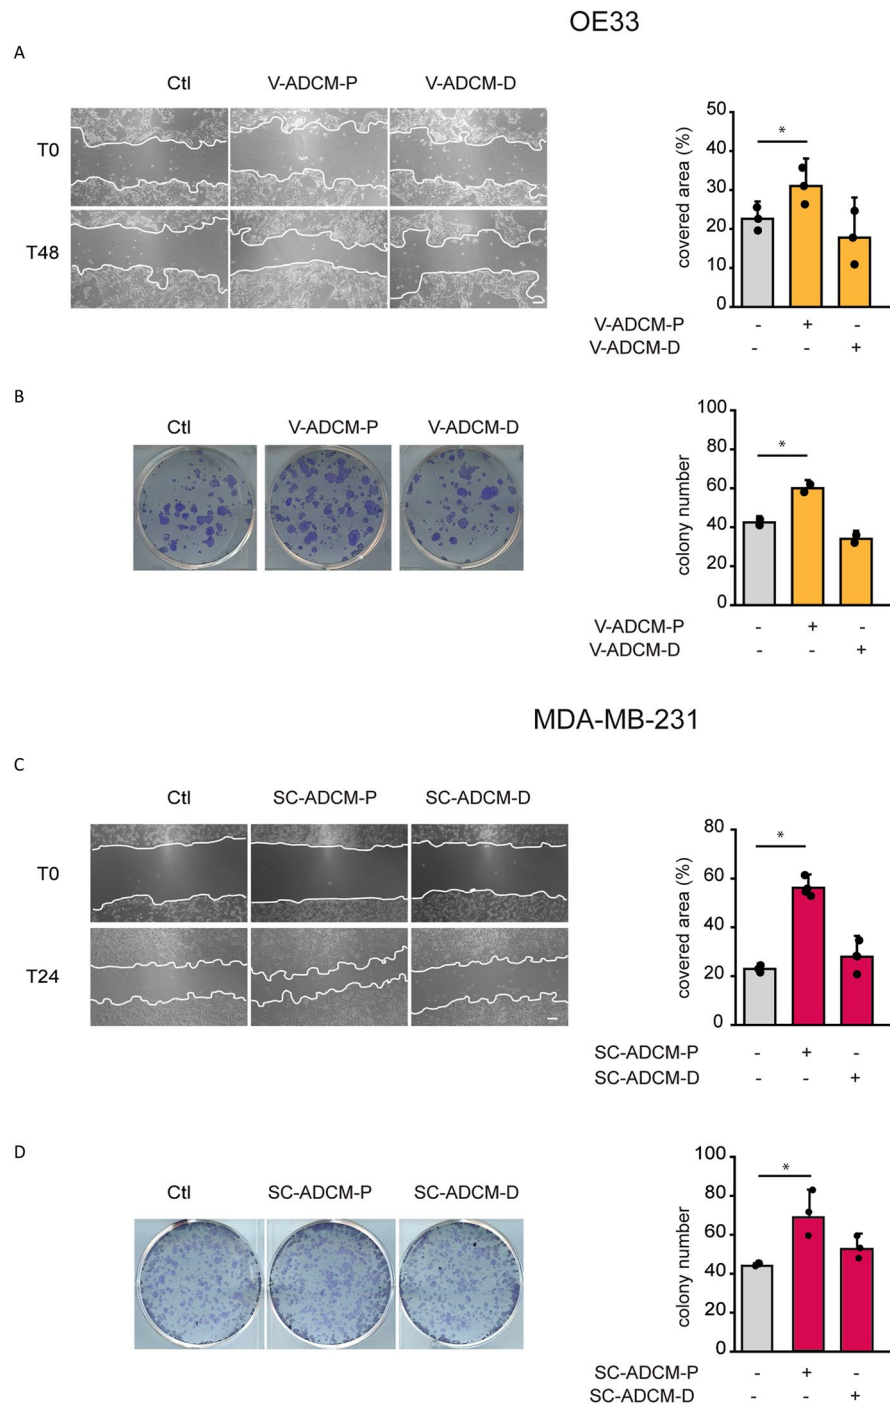 OE33
A
Ctl V-ADCM-P V-ADCM-D
T0
T48
covered area (%)
50
40
30
20
10
0
*
V-ADCM-P - + -
V-ADCM-D - - +
B
Ctl V-ADCM-P V-ADCM-D
colony number
100
80
60
40
20
0
*
V-ADCM-P - + -
V-ADCM-D - - +
MDA-MB-231
C
Ctl SC-ADCM-P SC-ADCM-D
T0
T24
covered area (%)
80
60
40
20
0
*
SC-ADCM-P - + -
SC-ADCM-D - - +
D
Ctl SC-ADCM-P SC-ADCM-D
colony number
100
80
60
40
20
0
*
SC-ADCM-P - + -
SC-ADCM-D - - +